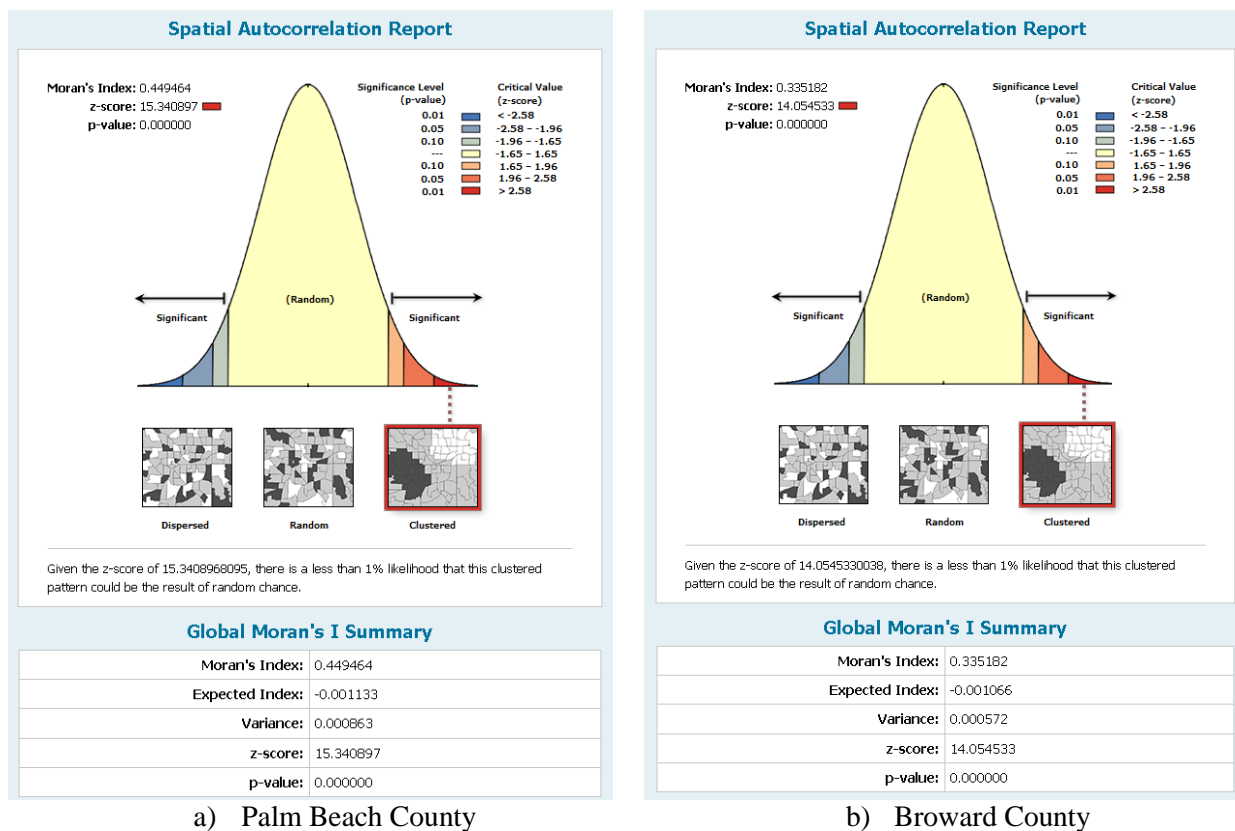 Spatial Autocorrelation Report
Moran's Index: 0.449464
z-score: 15.340897
p-value: 0.000000
Significance Level Critical Value
(p-value) (z-score)
0.01 < -2.58
0.05 -2.58 – -1.96
0.10 -1.96 – -1.65
--- -1.65 – 1.65
0.10 1.65 – 1.96
0.05 1.96 – 2.58
0.01 > 2.58
(Random)
Significant Significant
Dispersed Random Clustered
Given the z-score of 15.3408968095, there is a less than 1% likelihood that this clustered
pattern could be the result of random chance.
Global Moran's I Summary
Moran's Index: 0.449464
Expected Index: -0.001133
Variance: 0.000863
z-score: 15.340897
p-value: 0.000000
a) Palm Beach County
Spatial Autocorrelation Report
Moran's Index: 0.335182
z-score: 14.054533
p-value: 0.000000
Significance Level Critical Value
(p-value) (z-score)
0.01 < -2.58
0.05 -2.58 – -1.96
0.10 -1.96 – -1.65
--- -1.65 – 1.65
0.10 1.65 – 1.96
0.05 1.96 – 2.58
0.01 > 2.58
(Random)
Significant Significant
Dispersed Random Clustered
Given the z-score of 14.0545330038, there is a less than 1% likelihood that this clustered
pattern could be the result of random chance.
Global Moran's I Summary
Moran's Index: 0.335182
Expected Index: -0.001066
Variance: 0.000572
z-score: 14.054533
p-value: 0.000000
b) Broward County